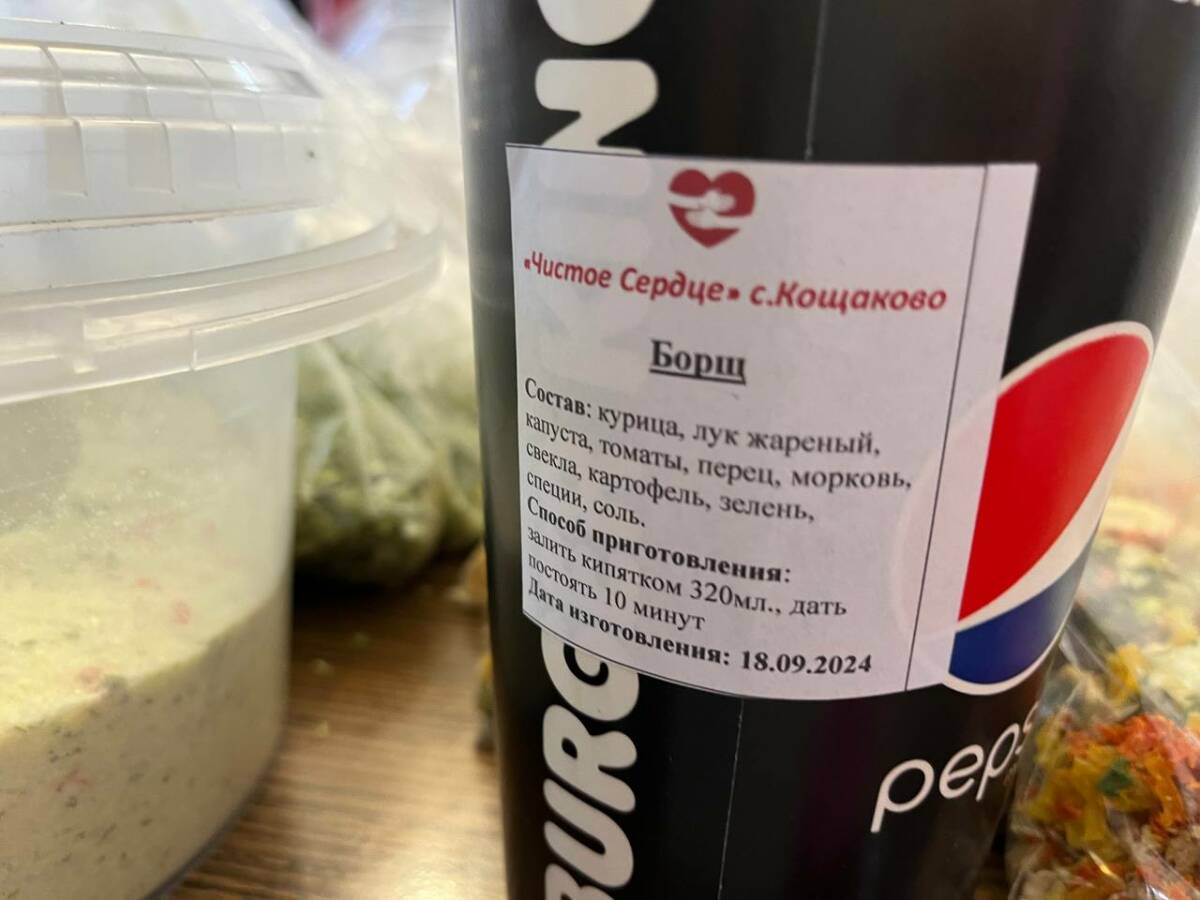 «Чистое Сердце» с.Кощаково
Борщ
Состав: курица, лук жареный,
капуста, томаты, перец, морковь,
свекла, картофель, зелень,
специи, соль.
Способ приготовления:
залить кипятком 320мл., дать
постоять 10 минут
Дата изготовления: 18.09.2024
BURG
pepsi